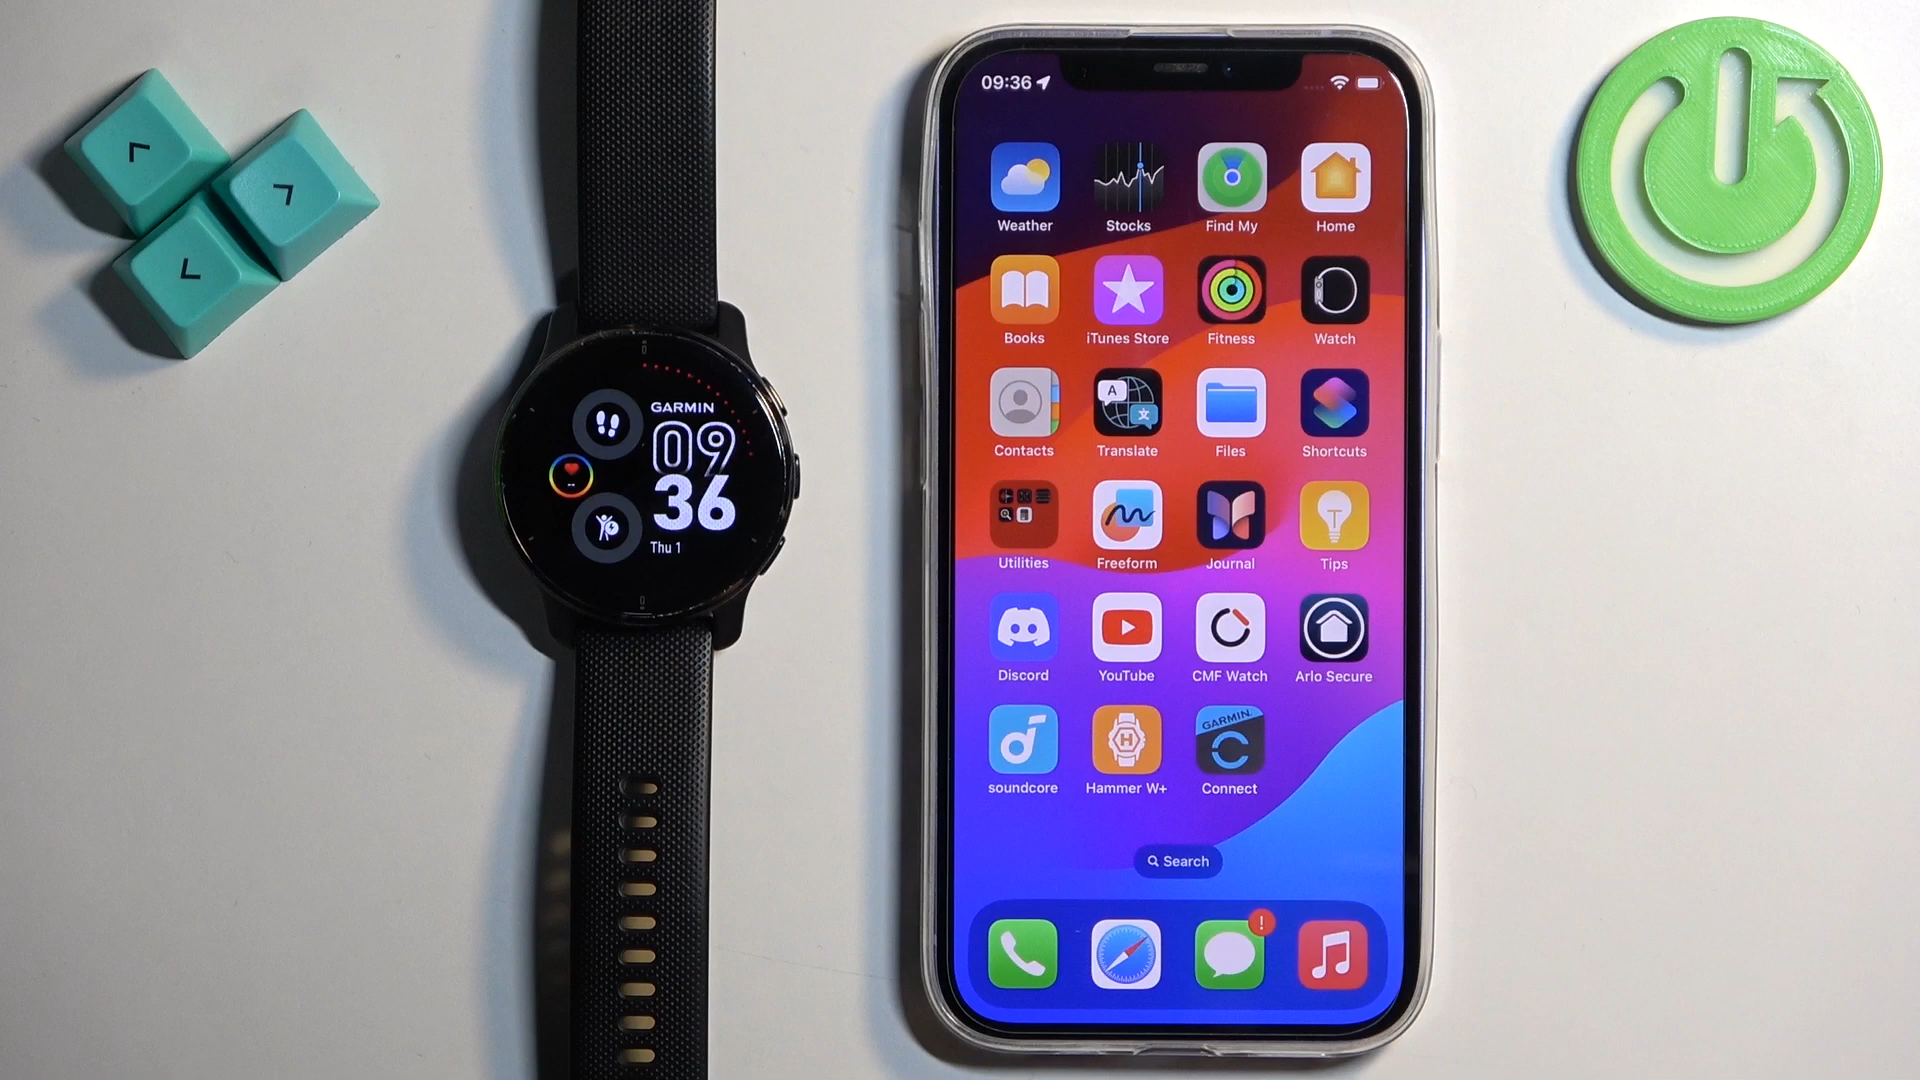 GARMIN
09
36
Thu 1
09:36
Weather Stocks Find My Home
Books iTunes Store Fitness Watch
A
文
Contacts Translate Files Shortcuts
Utilities Freeform Journal Tips
Discord YouTube CMF Watch Arlo Secure
H
GARMIN
soundcore Hammer W+ Connect
Search
!